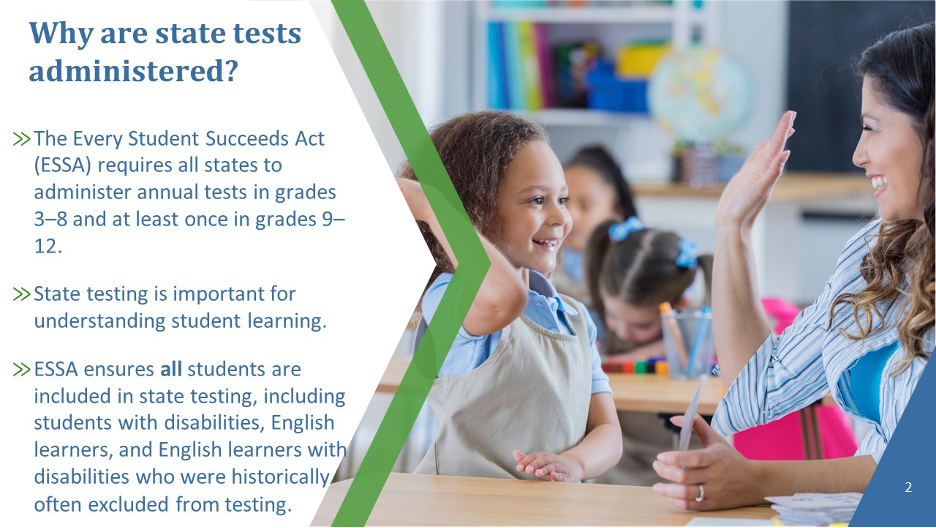 Why are state tests
administered?
The Every Student Succeeds Act
(ESSA) requires all states to
administer annual tests in grades
3–8 and at least once in grades 9–
12.
State testing is important for
understanding student learning.
ESSA ensures all students are
included in state testing, including
students with disabilities, English
learners, and English learners with
disabilities who were historically
often excluded from testing.
2